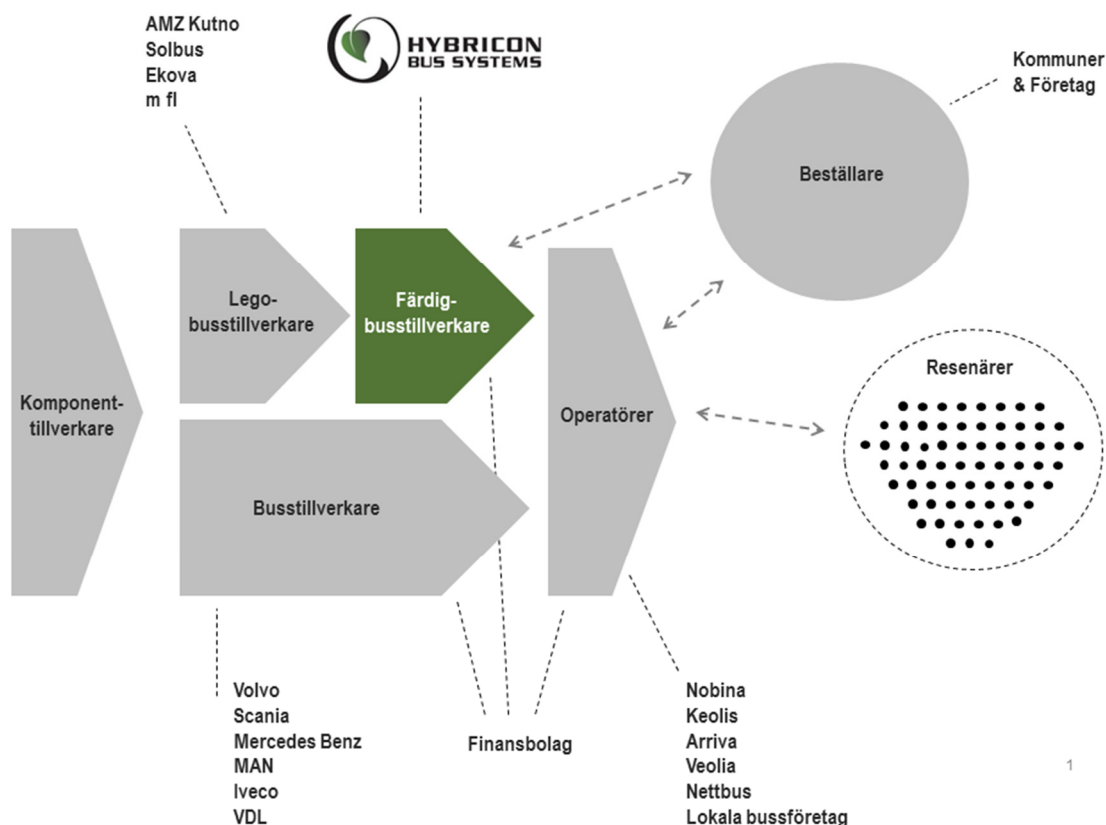 AMZ Kutno
Solbus
Ekova
m fl
HYBRICON
BUS SYSTEMS
Kommuner
& Företag
Beställare
Lego-
busstillverkare
Färdig-
busstillverkare
Resenärer
Komponent-
tillverkare
Operatörer
Busstillverkare
Volvo
Scania
Mercedes Benz
MAN
Iveco
VDL
Finansbolag
Nobina
Keolis
Arriva
Veolia
Nettbus
Lokala bussföretag
1